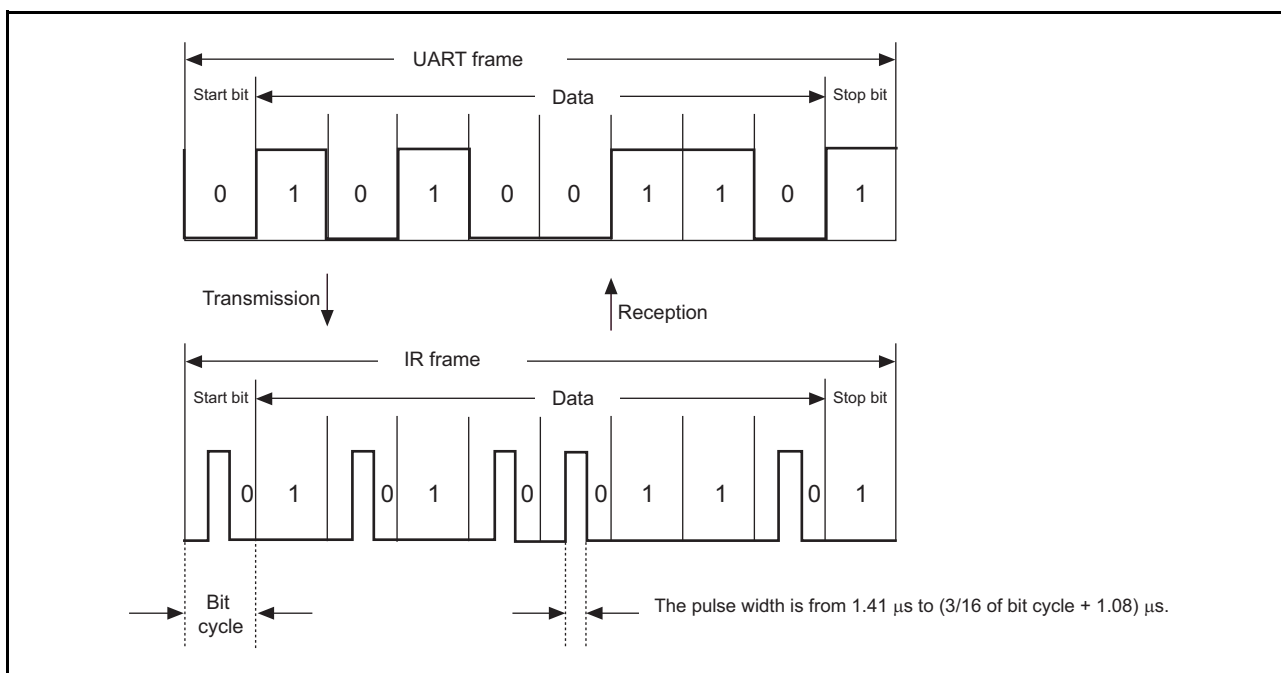 UART frame
Start bit Data Stop bit
0 1 0 1 0 0 1 1 0 1
Transmission
Reception
IR frame
Start bit Data Stop bit
0 1 0 1 0 0 1 1 0 1
Bit
cycle
The pulse width is from 1.41 μs to (3/16 of bit cycle + 1.08) μs.